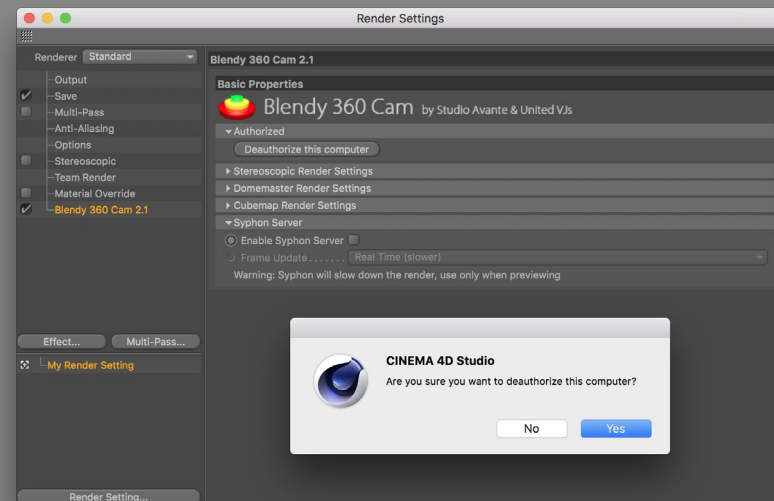 Render Settings
Renderer Standard
Output
Save
Multi-Pass
Anti-Aliasing
Options
Stereoscopic
Team Render
Material Override
Blendy 360 Cam 2.1
Effect... Multi-Pass...
My Render Setting
Render Setting...
Blendy 360 Cam 2.1
Basic Properties
Blendy 360 Cam by Studio Avante & United VJs
Authorized
Deauthorize this computer
Stereoscopic Render Settings
Domemaster Render Settings
Cubemap Render Settings
Syphon Server
Enable Syphon Server
Frame Update....... Real Time (slower)
Warning: Syphon will slow down the render, use only when previewing
CINEMA 4D Studio
Are you sure you want to deauthorize this computer?
No Yes